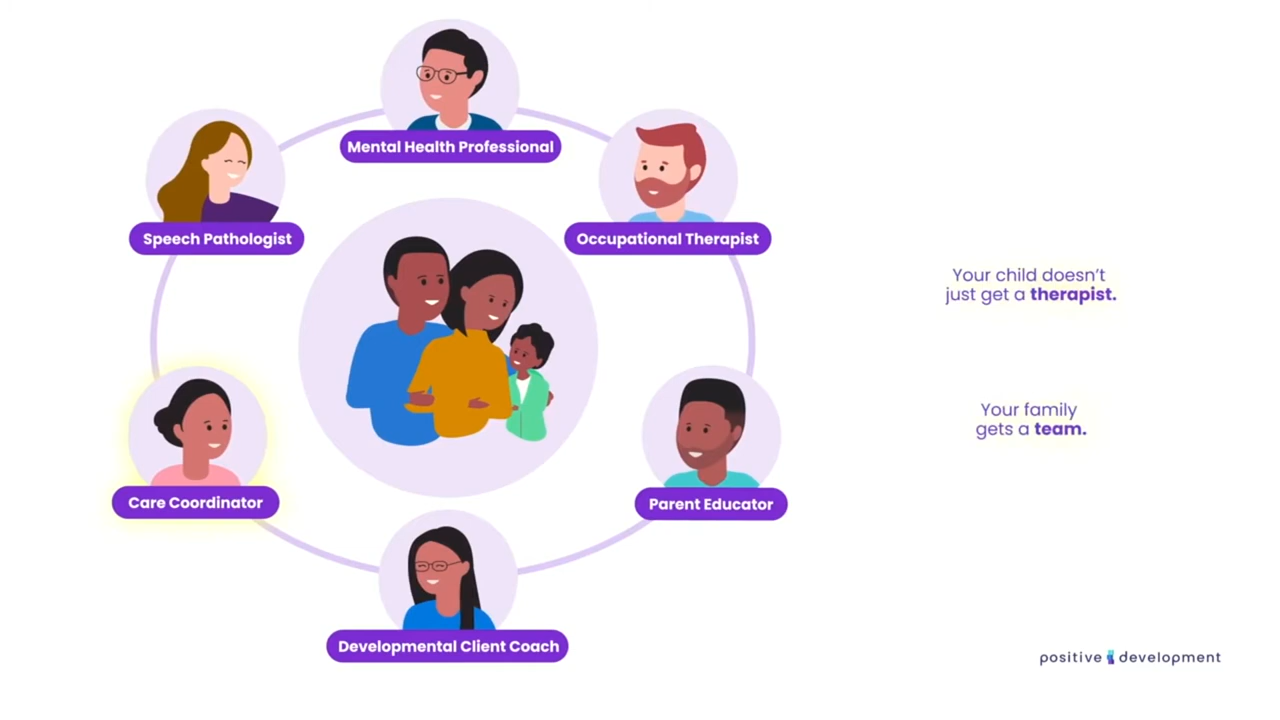 Mental Health Professional
Speech Pathologist
Occupational Therapist
Care Coordinator
Parent Educator
Developmental Client Coach
Your child doesn’t
just get a therapist.
Your family
gets a team.
positive development